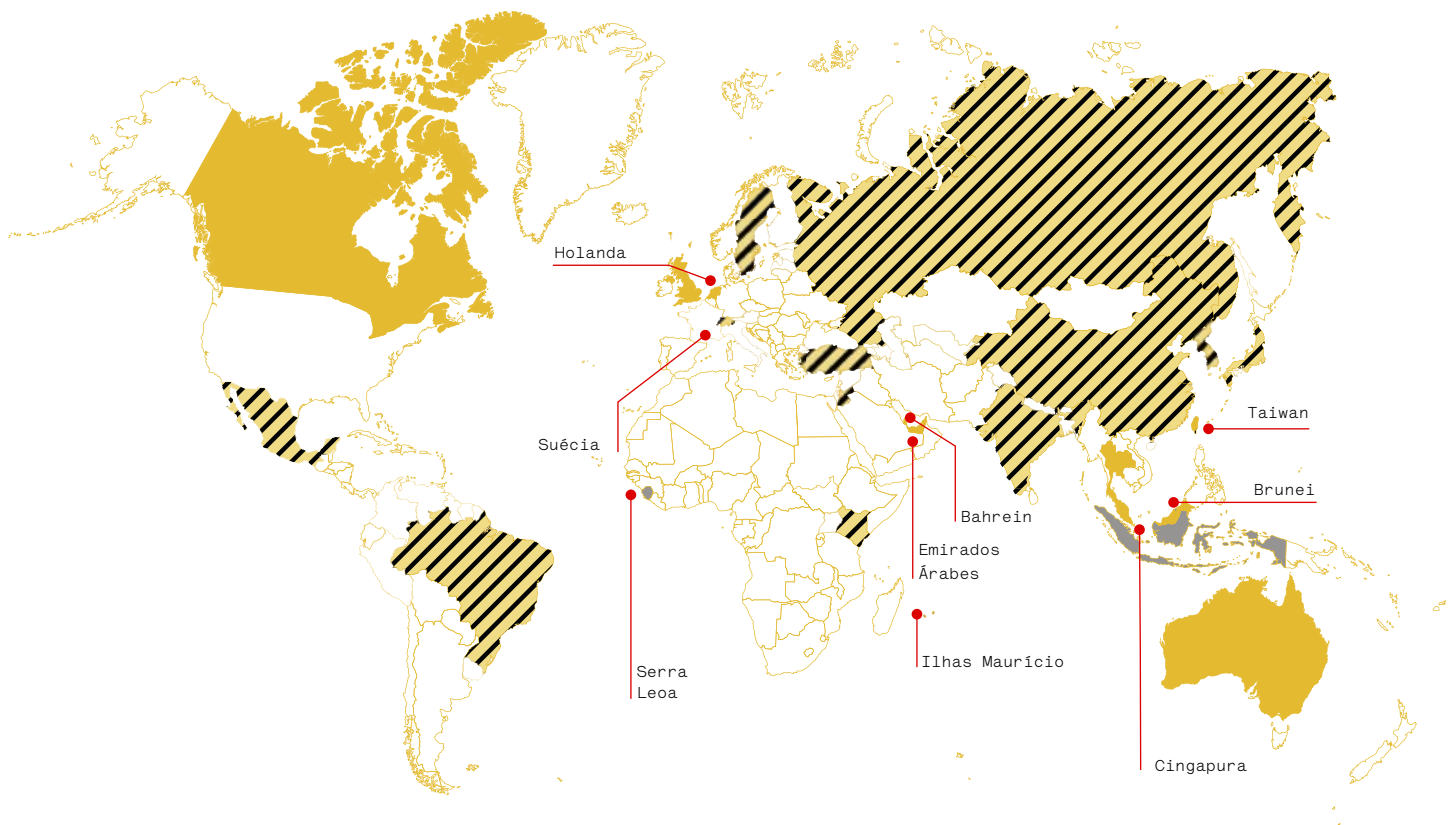 Holanda
Taiwan
Suécia
Brunei
Bahrein
Emirados
Árabes
Ilhas Maurício
Serra
Leoa
Cingapura